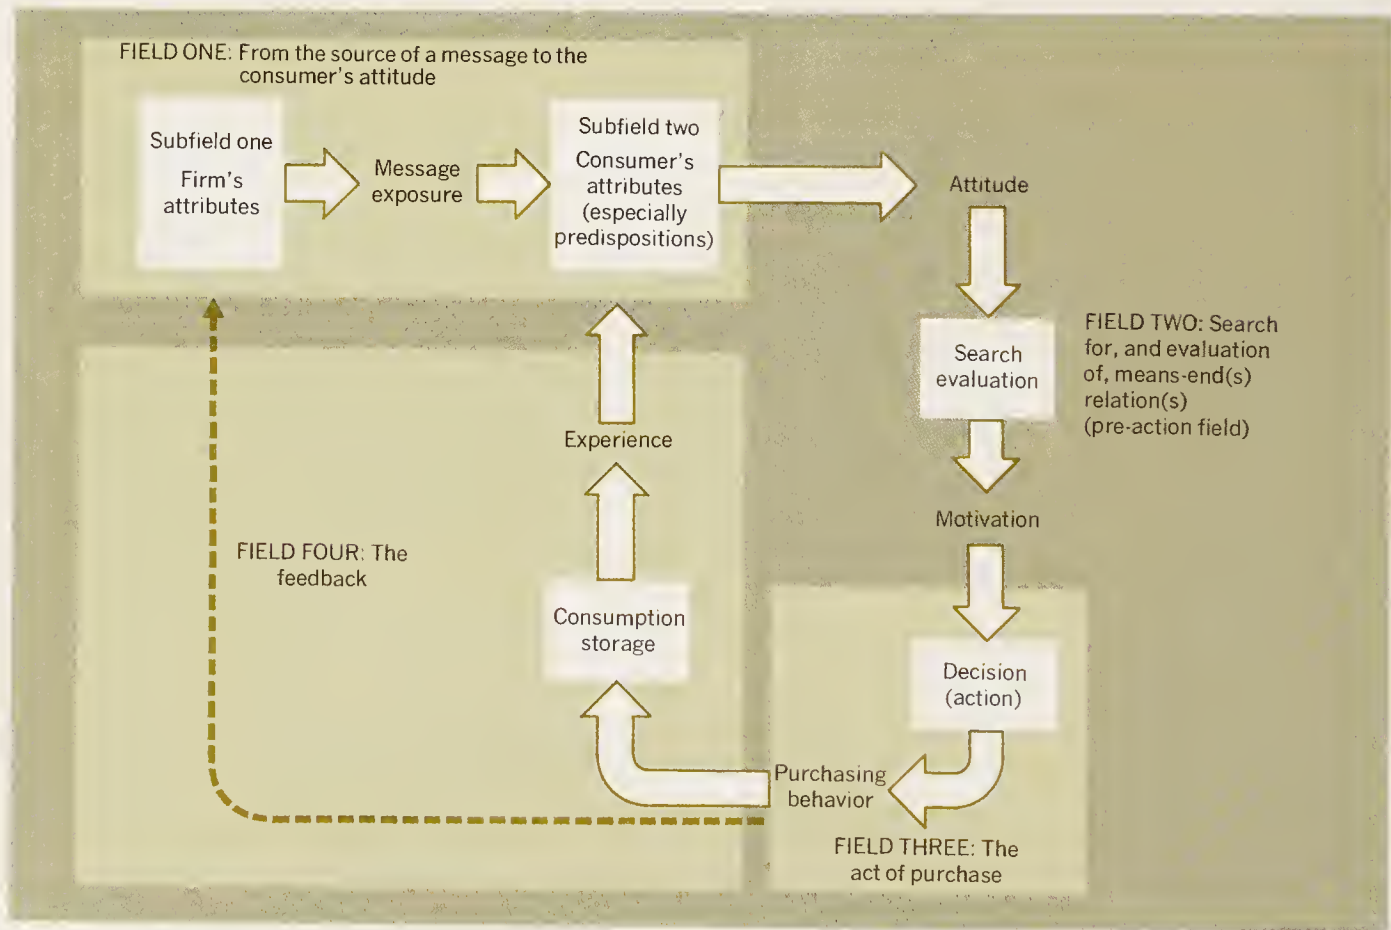 FIELD ONE: From the source of a message to the
consumer's attitude
Subfield one
Firm's
attributes
Message
exposure
Subfield two
Consumer's
attributes
(especially
predispositions)
Attitude
Search
evaluation
FIELD TWO: Search
for, and evaluation
of, means-end(s)
relation(s)
(pre-action field)
Motivation
Decision
(action)
Purchasing
behavior
FIELD THREE: The
act of purchase
Consumption
storage
Experience
FIELD FOUR: The
feedback